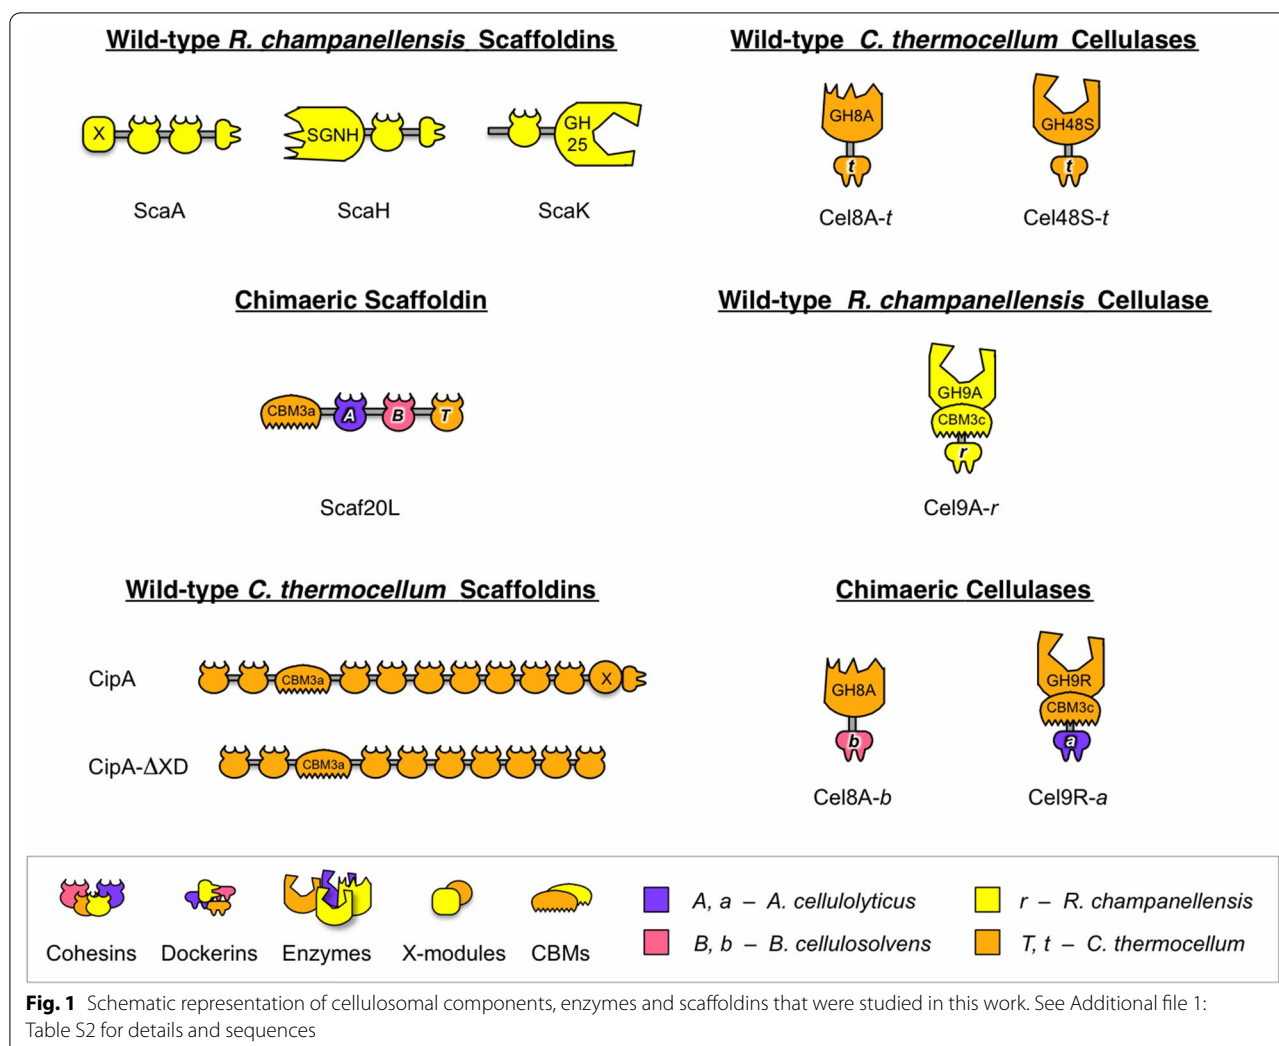 Wild-type R. champanellensis Scaffoldins
X
SGNH
GH
25
ScaA
ScaH
ScaK
Wild-type C. thermocellum Cellulases
GH8A
GH48S
t
t
Cel8A-t
Cel48S-t
Chimaeric Scaffoldin
CBM3a
A
B
T
Scaf20L
Wild-type R. champanellensis Cellulase
GH9A
CBM3c
r
Cel9A-r
Wild-type C. thermocellum Scaffoldins
CipA
CBM3a
X
CipA-ΔXD
CBM3a
Chimaeric Cellulases
GH8A
GH9R
CBM3c
b
a
Cel8A-b
Cel9R-a
Cohesins
Dockerins
Enzymes
X-modules
CBMs
A, a – A. cellulolyticus
B, b – B. cellulosolvens
r – R. champanellensis
T, t – C. thermocellum
Fig. 1 Schematic representation of cellulosomal components, enzymes and scaffoldins that were studied in this work. See Additional file 1:
Table S2 for details and sequences